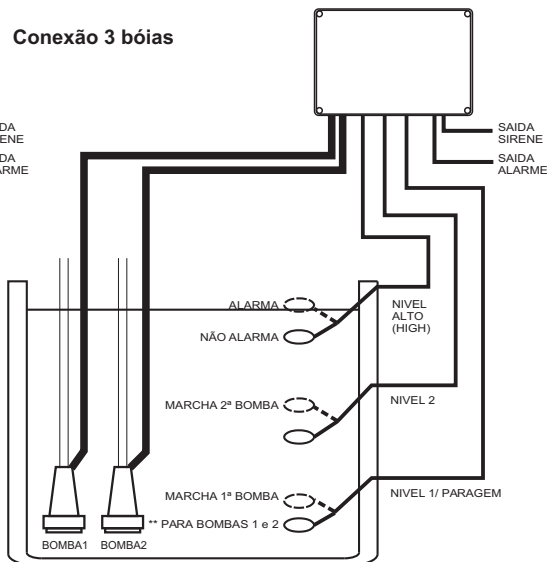 Conexão 3 bóias
SAIDA
SIRENE
SAIDA
ALARME
ALARMA
NÃO ALARMA
NIVEL
ALTO
(HIGH)
MARCHA 2ª BOMBA
NIVEL 2
MARCHA 1ª BOMBA
NIVEL 1/ PARAGEM
** PARA BOMBAS 1 e 2
BOMBA1
BOMBA2